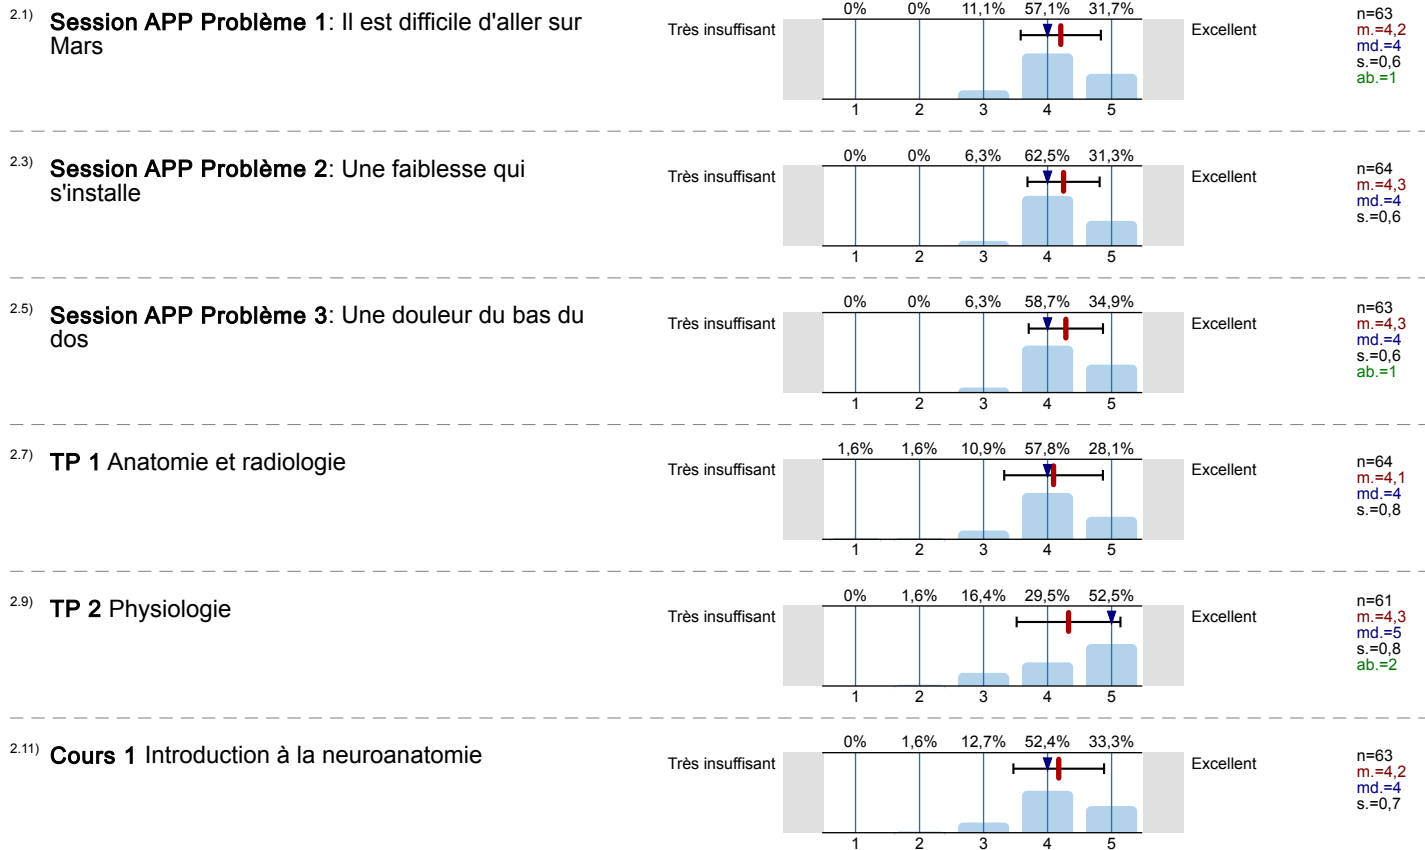 2.1) Session APP Problème 1: Il est difficile d'aller sur
Mars
0% 0% 11,1% 57,1% 31,7%
Très insuffisant
Excellent
1 2 3 4 5
n=63
m.=4,2
md.=4
s.=0,6
ab.=1
2.3) Session APP Problème 2: Une faiblesse qui
s'installe
0% 0% 6,3% 62,5% 31,3%
Très insuffisant
Excellent
1 2 3 4 5
n=64
m.=4,3
md.=4
s.=0,6
2.5) Session APP Problème 3: Une douleur du bas du
dos
0% 0% 6,3% 58,7% 34,9%
Très insuffisant
Excellent
1 2 3 4 5
n=63
m.=4,3
md.=4
s.=0,6
ab.=1
2.7) TP 1 Anatomie et radiologie
1,6% 1,6% 10,9% 57,8% 28,1%
Très insuffisant
Excellent
1 2 3 4 5
n=64
m.=4,1
md.=4
s.=0,8
2.9) TP 2 Physiologie
0% 1,6% 16,4% 29,5% 52,5%
Très insuffisant
Excellent
1 2 3 4 5
n=61
m.=4,3
md.=5
s.=0,8
ab.=2
2.11) Cours 1 Introduction à la neuroanatomie
0% 1,6% 12,7% 52,4% 33,3%
Très insuffisant
Excellent
1 2 3 4 5
n=63
m.=4,2
md.=4
s.=0,7